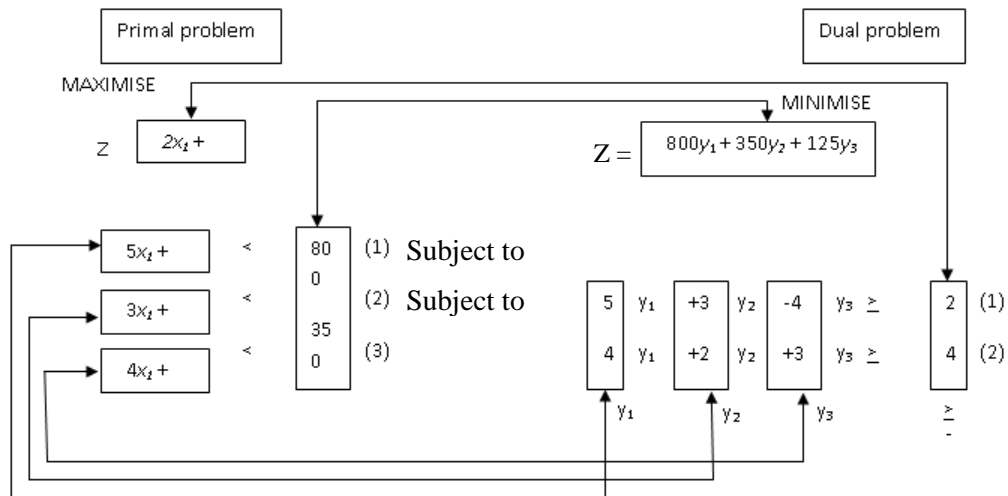 Primal problem
Dual problem
MAXIMISE
MINIMISE
Z
2x₁ +
Z =
800y₁ + 350y₂ + 125y₃
5x₁ + < 80 (1) Subject to
0
3x₁ + < (2) Subject to
35
4x₁ + < 0 (3)
5 y₁ +3 y₂ -4 y₃ ≥ 2 (1)
4 y₁ +2 y₂ +3 y₃ ≥ 4 (2)
y₁ y₂ y₃ ≥
-